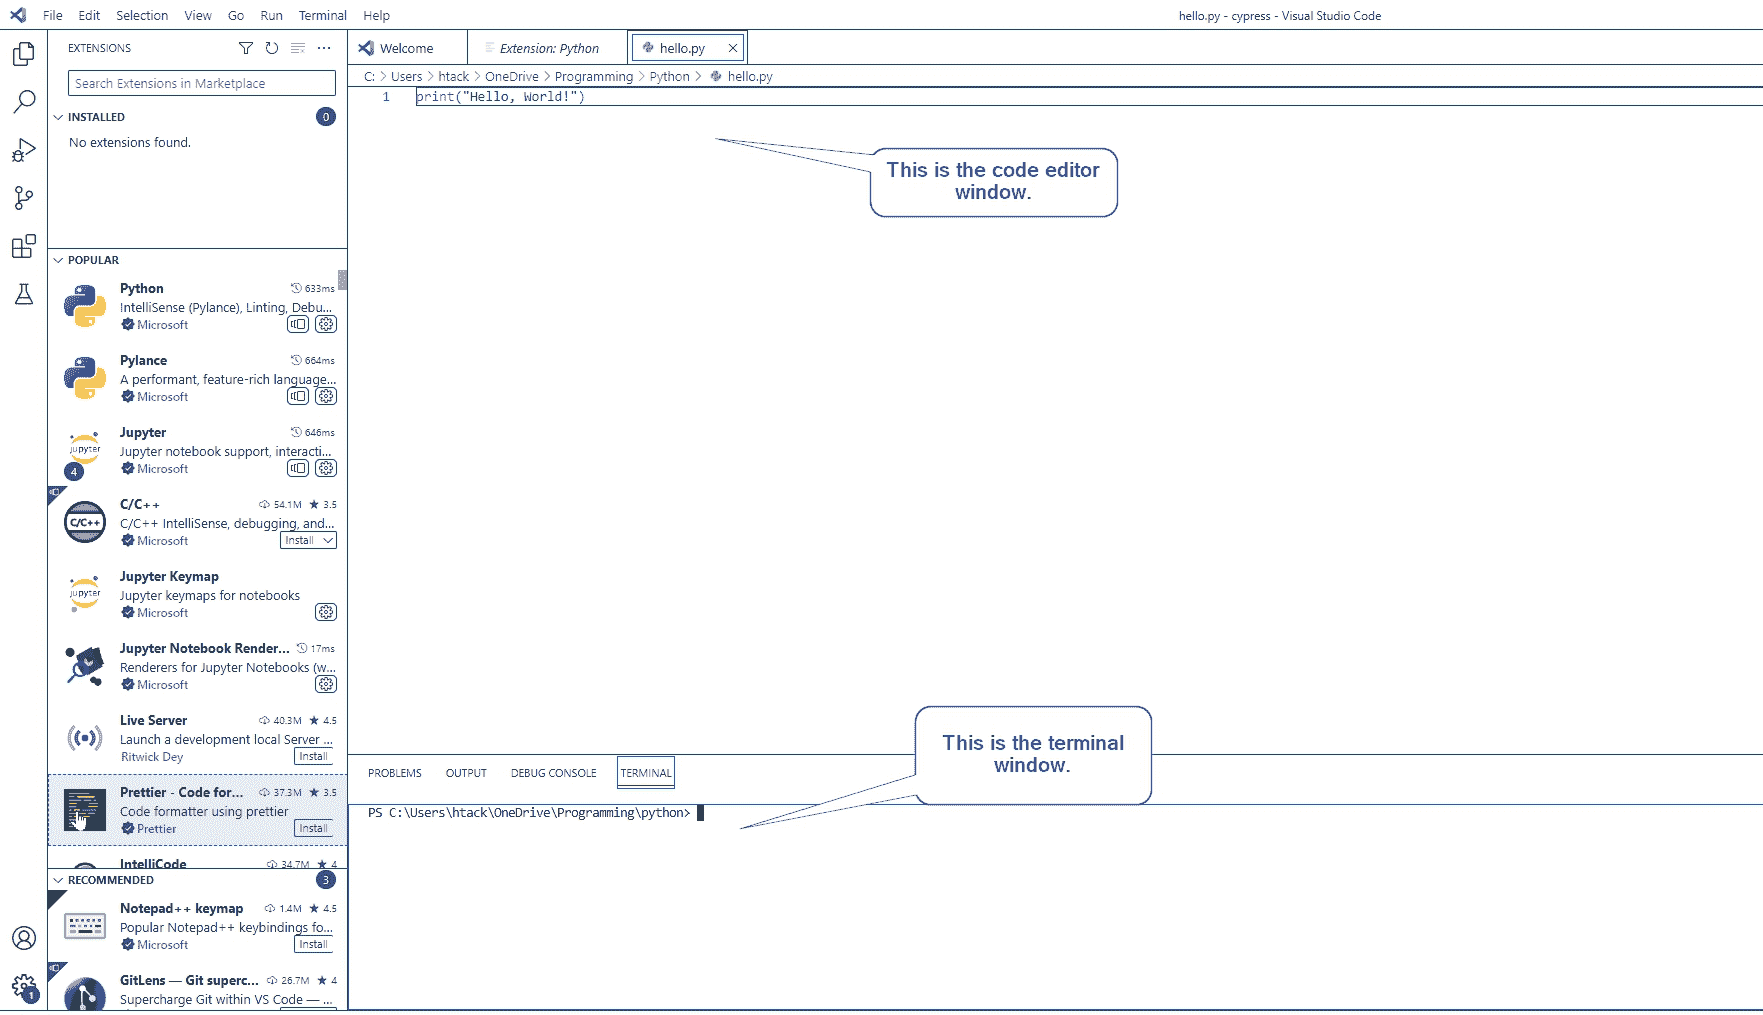 File Edit Selection View Go Run Terminal Help
hello.py - cypress - Visual Studio Code
EXTENSIONS
Search Extensions in Marketplace
INSTALLED 0
No extensions found.
POPULAR
Python 633ms
IntelliSense (Pylance), Linting, Debu...
Microsoft
Pylance 664ms
A performant, feature-rich language...
Microsoft
Jupyter 646ms
Jupyter notebook support, interacti...
Microsoft
jupyter
4
C/C++ 54.1M ★ 3.5
C/C++ IntelliSense, debugging, and...
Microsoft Install
C/C++
Jupyter Keymap
Jupyter keymaps for notebooks
Microsoft
jupyter
Jupyter Notebook Render... 17ms
Renderers for Jupyter Notebooks (w...
Microsoft
Live Server 40.3M ★ 4.5
Launch a development local Server ...
Ritwick Dey Install
Prettier - Code for... 37.3M ★ 3.5
Code formatter using prettier
Prettier Install
IntelliCode 34.7M ★ 4
RECOMMENDED 3
Notepad++ keymap 1.4M ★ 4.5
Popular Notepad++ keybindings fo...
Microsoft Install
GitLens — Git superc... 26.7M ★ 4
Supercharge Git within VS Code — ...
1
Welcome Extension: Python hello.py
C: > Users > htack > OneDrive > Programming > Python > hello.py
1 print("Hello, World!")
This is the code editor
window.
This is the terminal
window.
PROBLEMS OUTPUT DEBUG CONSOLE TERMINAL
PS C:\Users\htack\OneDrive\Programming\python>